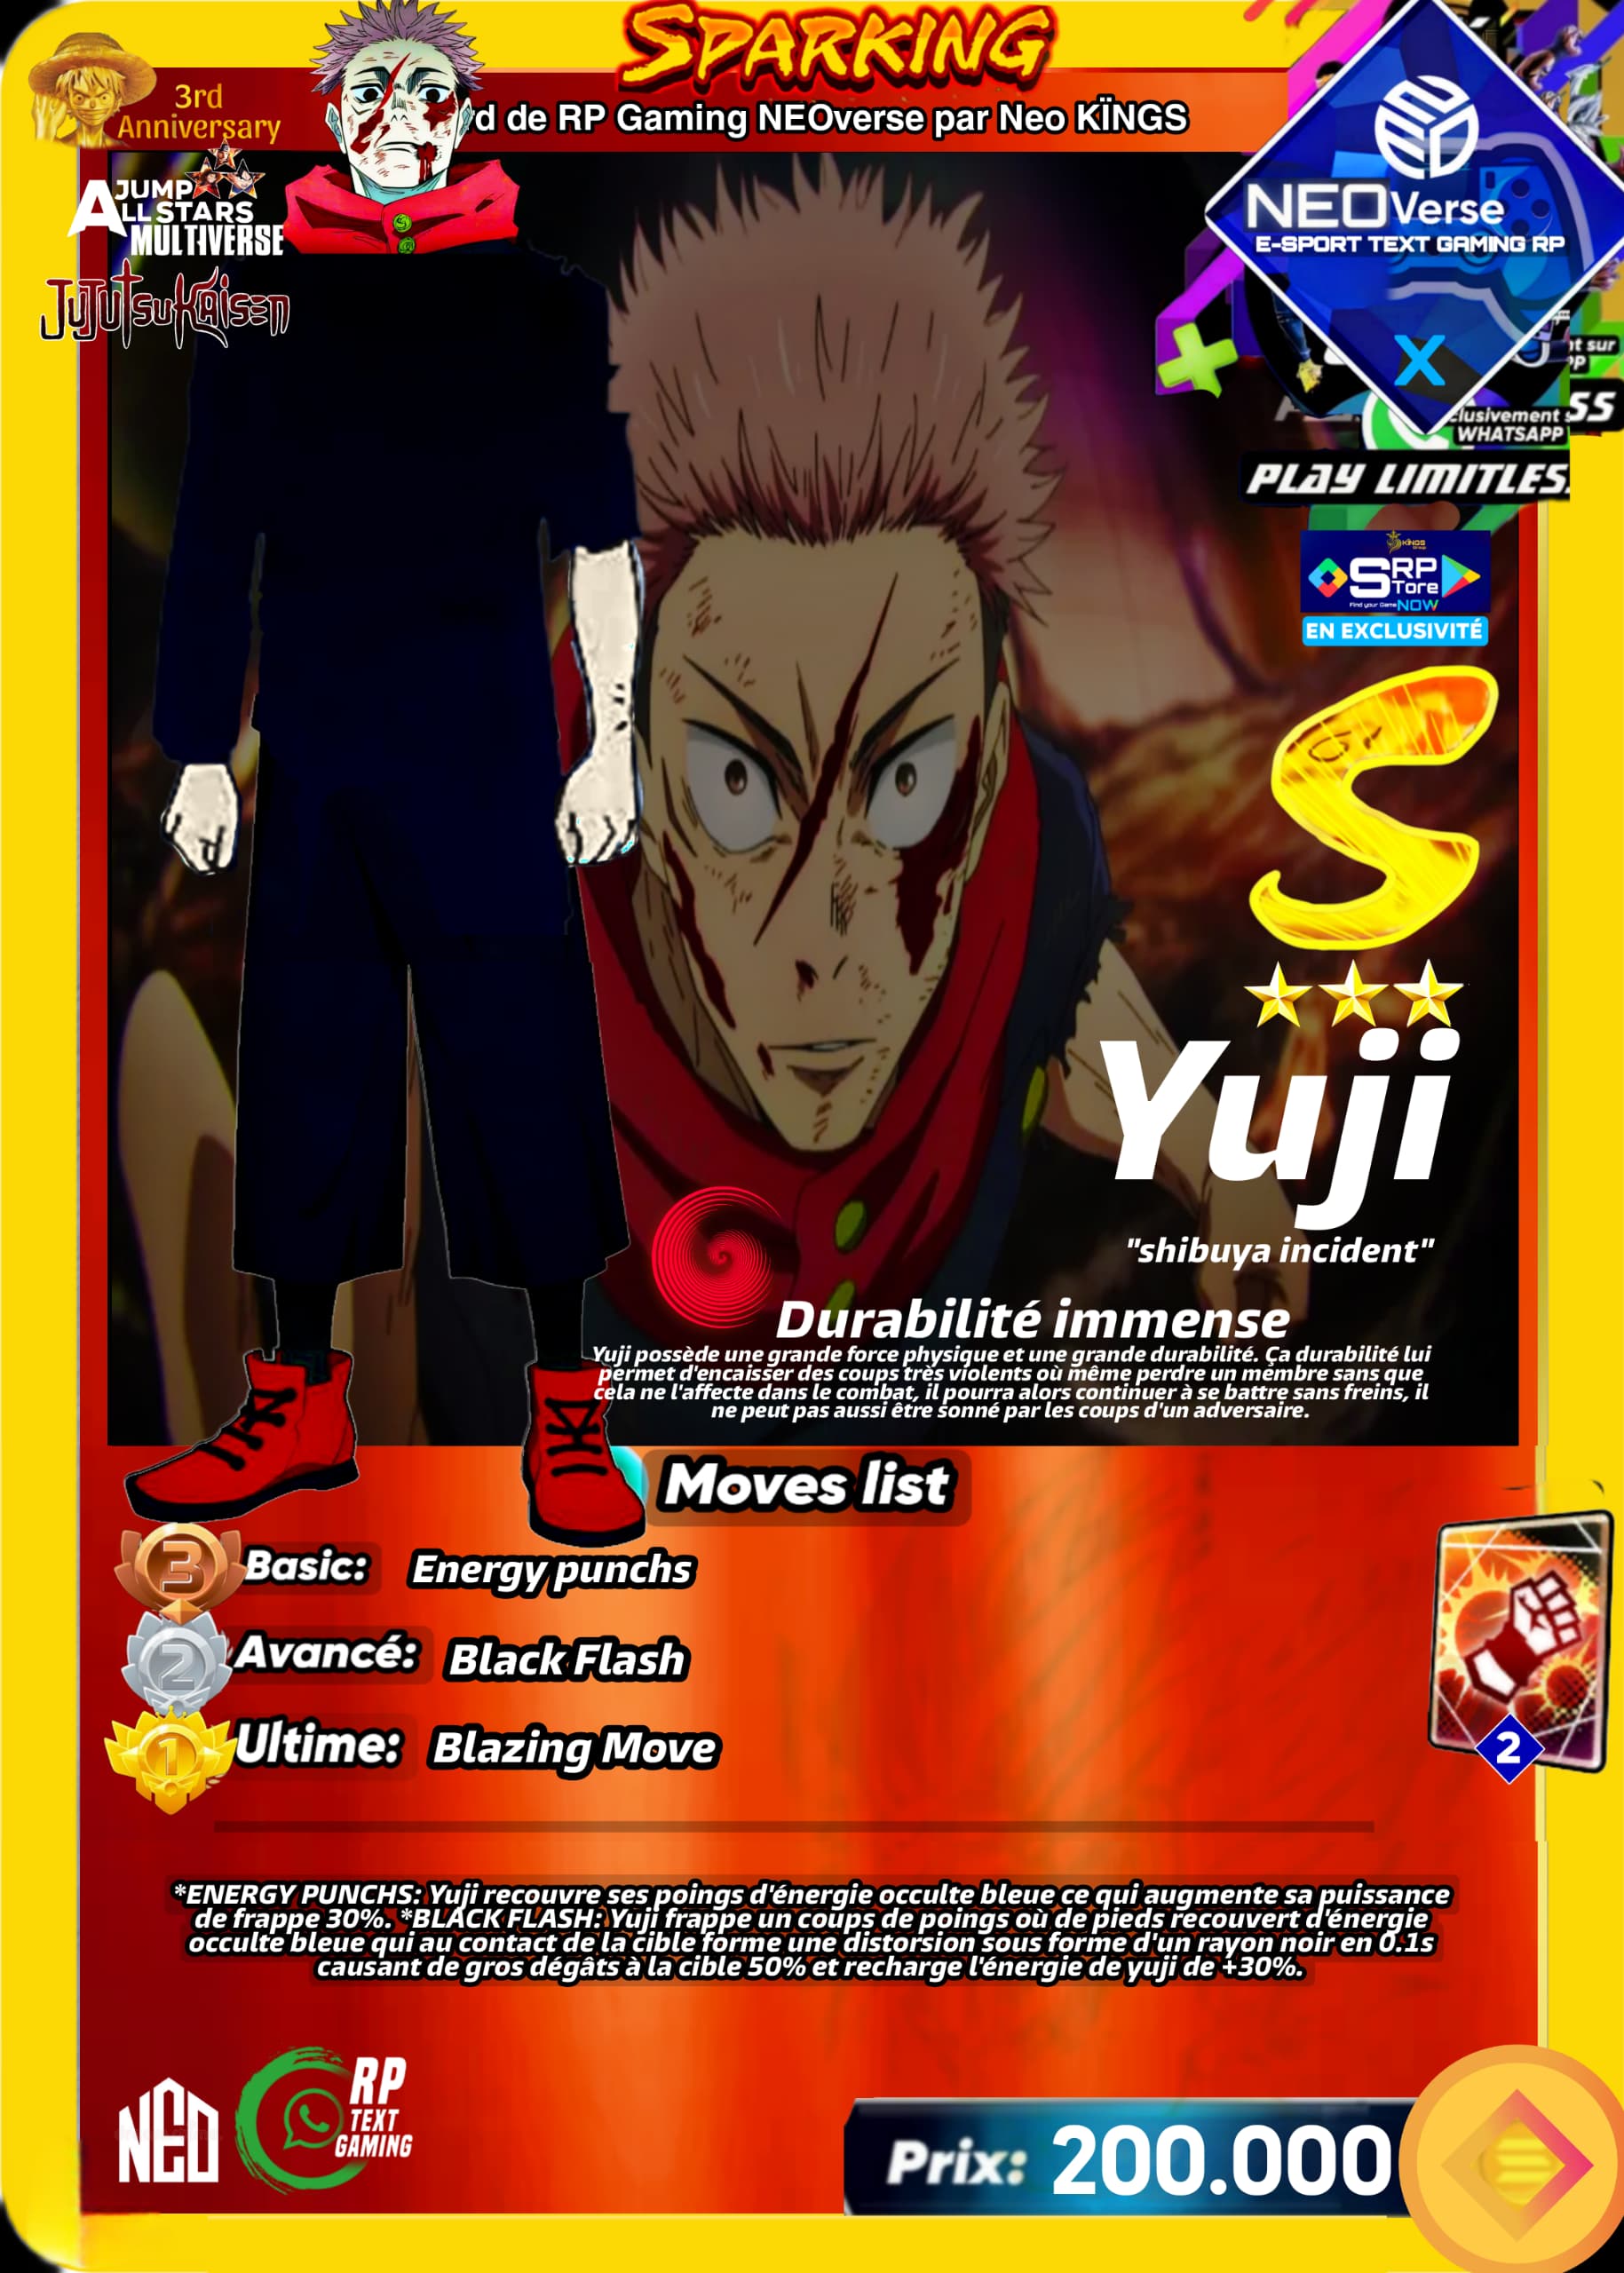 SPARKING
3rd
Anniversary
rd de RP Gaming NEOverse par Neo KÏNGS
JUMP
ALL STARS
MULTIVERSE
JUJUTSU KAISEN
NEOVerse
E-SPORT TEXT GAMING RP
X
t sur
clusivement
WHATSAPP
SS
PLAY LIMITLES
KINGS
SRP
Tore
Find your Game NOW
EN EXCLUSIVITÉ
S
Yuji
"shibuya incident"
Durabilité immense
Yuji possède une grande force physique et une grande durabilité. Ça durabilité lui
permet d'encaisser des coups très violents où même perdre un membre sans que
cela ne l'affecte dans le combat, il pourra alors continuer à se battre sans freins, il
ne peut pas aussi être sonné par les coups d'un adversaire.
Moves list
3 Basic: Energy punchs
2 Avancé: Black Flash
1 Ultime: Blazing Move
2
*ENERGY PUNCHS: Yuji recouvre ses poings d'énergie occulte bleue ce qui augmente sa puissance
de frappe 30%. *BLACK FLASH: Yuji frappe un coups de poings où de pieds recouvert d'énergie
occulte bleue qui au contact de la cible forme une distorsion sous forme d'un rayon noir en 0.1s
causant de gros dégâts à la cible 50% et recharge l'énergie de yuji de +30%.
NEO
RP
TEXT
GAMING
Prix: 200.000